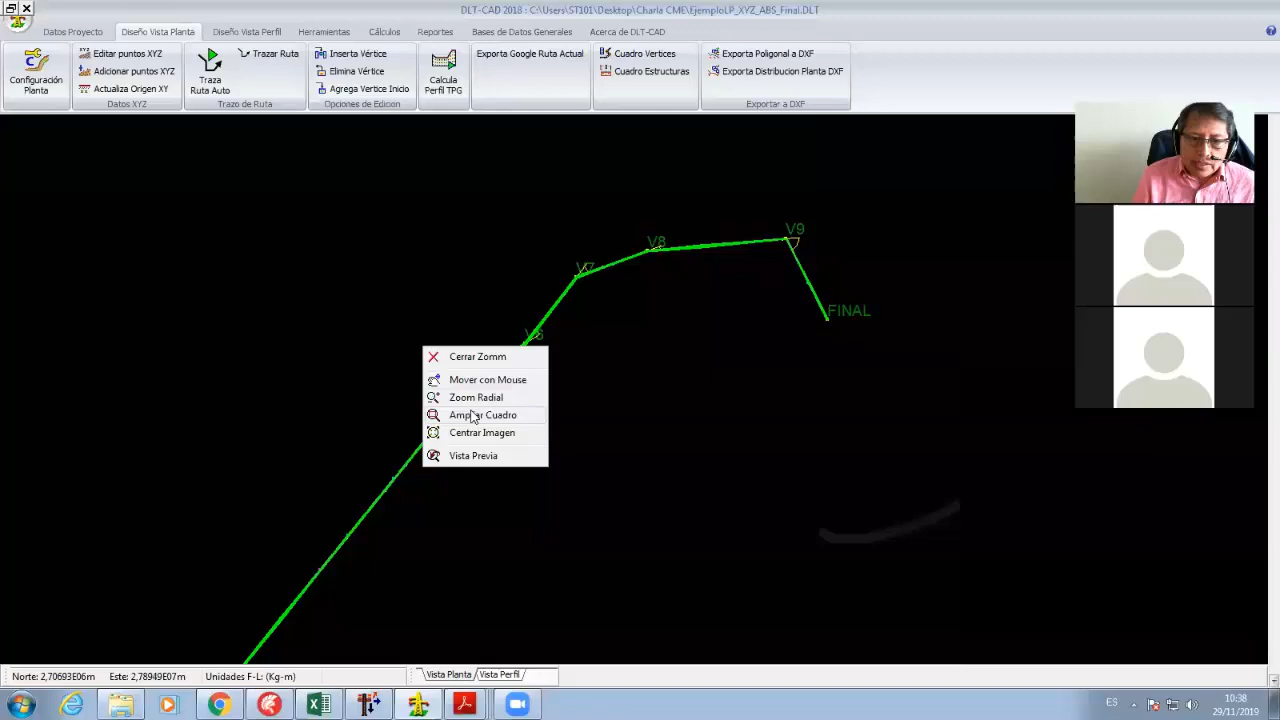 DLT-CAD 2018 : C:\Users\ST101\Desktop\Charla CME\EjemploLP_XYZ_ABS_Final.DLT
Datos Proyecto
Diseño Vista Planta
Diseño Vista Perfil
Herramientas
Cálculos
Reportes
Bases de Datos Generales
Acerca de DLT-CAD
Configuración
Planta
Editar puntos XYZ
Adicionar puntos XYZ
Actualiza Origen XY
Datos XYZ
Traza
Ruta Auto
Trazar Ruta
Trazo de Ruta
Inserta Vértice
Elimina Vértice
Agrega Vertice Inicio
Opciones de Edicion
Calcula
Perfil TPG
Exporta Google Ruta Actual
Cuadro Vertices
Cuadro Estructuras
Exporta Poligonal a DXF
Exporta Distribucion Planta DXF
Exportar a DXF
V9
V8
V7
FINAL
V6
Cerrar Zomm
Mover con Mouse
Zoom Radial
Ampliar Cuadro
Centrar Imagen
Vista Previa
Norte: 2,70693E06m
Este: 2,78949E07m
Unidades F-L: (Kg-m)
Vista Planta
Vista Perfil
ES
10:38
29/11/2019